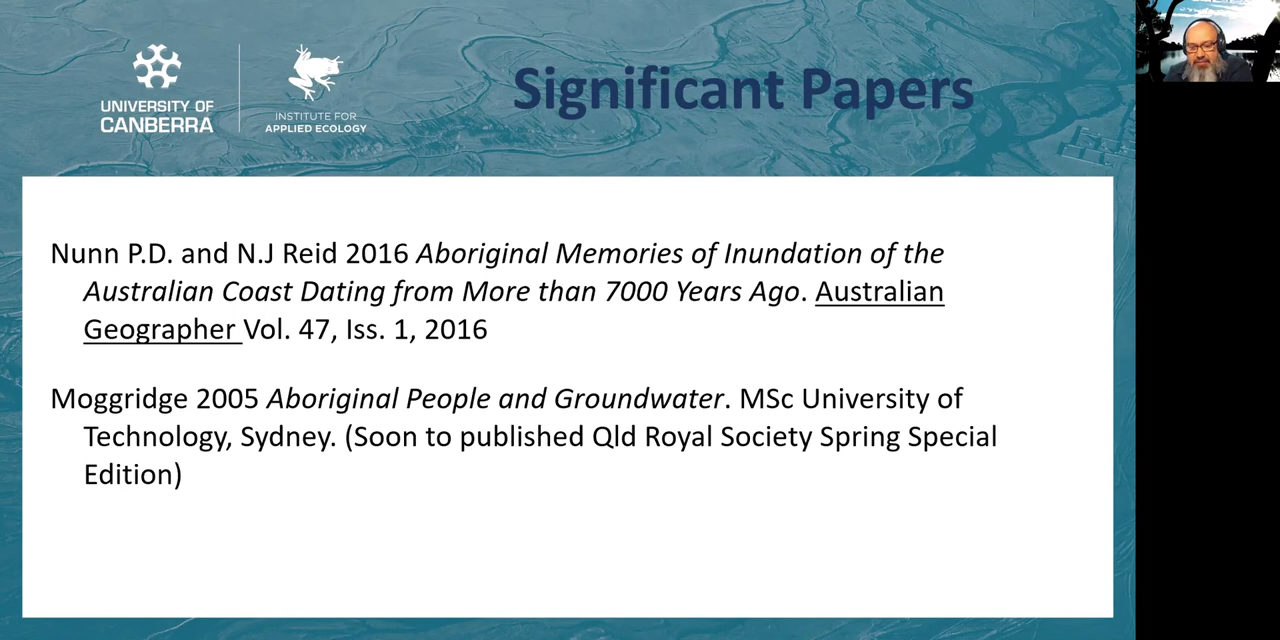 UNIVERSITY OF
CANBERRA
INSTITUTE FOR
APPLIED ECOLOGY
Significant Papers
Nunn P.D. and N.J Reid 2016 Aboriginal Memories of Inundation of the
Australian Coast Dating from More than 7000 Years Ago. Australian
Geographer Vol. 47, Iss. 1, 2016
Moggridge 2005 Aboriginal People and Groundwater. MSc University of
Technology, Sydney. (Soon to published Qld Royal Society Spring Special
Edition)